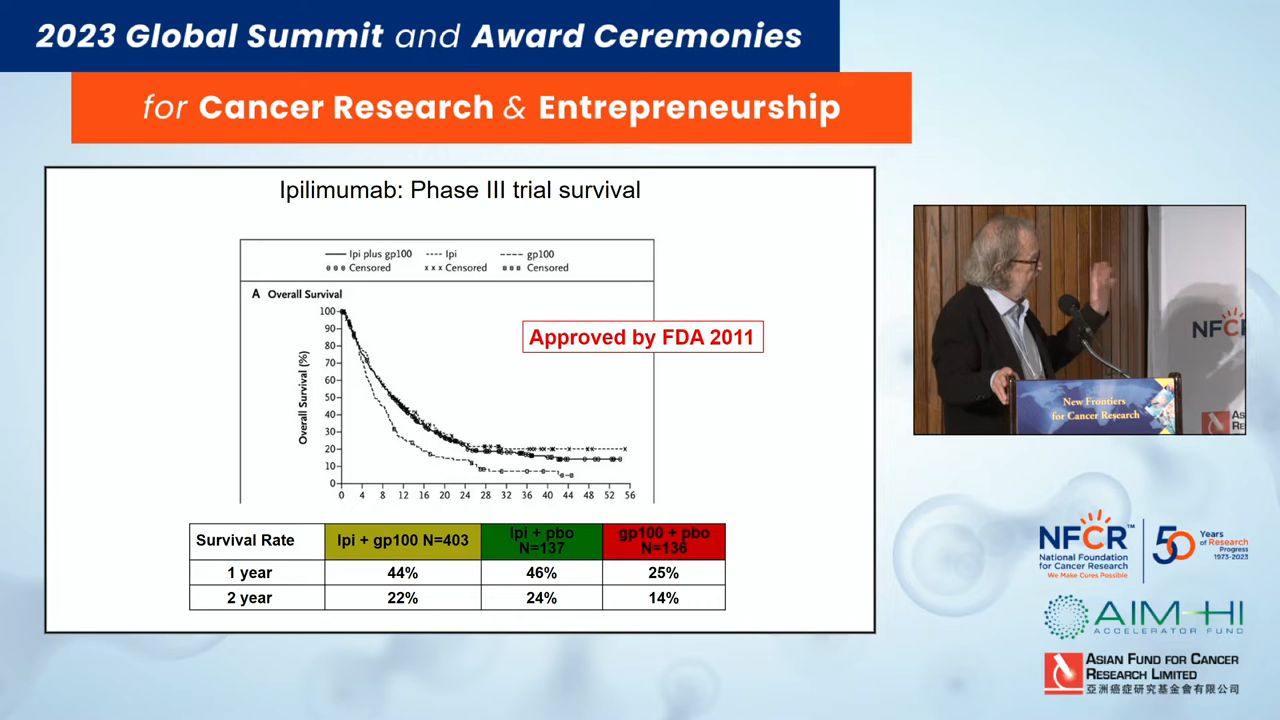 2023 Global Summit and Award Ceremonies
for Cancer Research & Entrepreneurship
Ipilimumab: Phase III trial survival
Ipi plus gp100 Ipi gp100
Censored Censored Censored
A Overall Survival
Approved by FDA 2011
Overall Survival (%)
100
90
80
70
60
50
40
30
20
10
0
0 4 8 12 16 20 24 28 32 36 40 44 48 52 56
Survival Rate Ipi + gp100 N=403 Ipi + pbo N=137 gp100 + pbo N=136
1 year 44% 46% 25%
2 year 22% 24% 14%
NFCR
New Frontiers
for Cancer Research
ASIAN
RE
NFCR™
National Foundation
for Cancer Research
We Make Cures Possible
50 Years
of Research
Progress
1973-2023
AIM-HI
ACCELERATOR FUND
ASIAN FUND FOR CANCER
RESEARCH LIMITED
亞洲癌症研究基金會有限公司